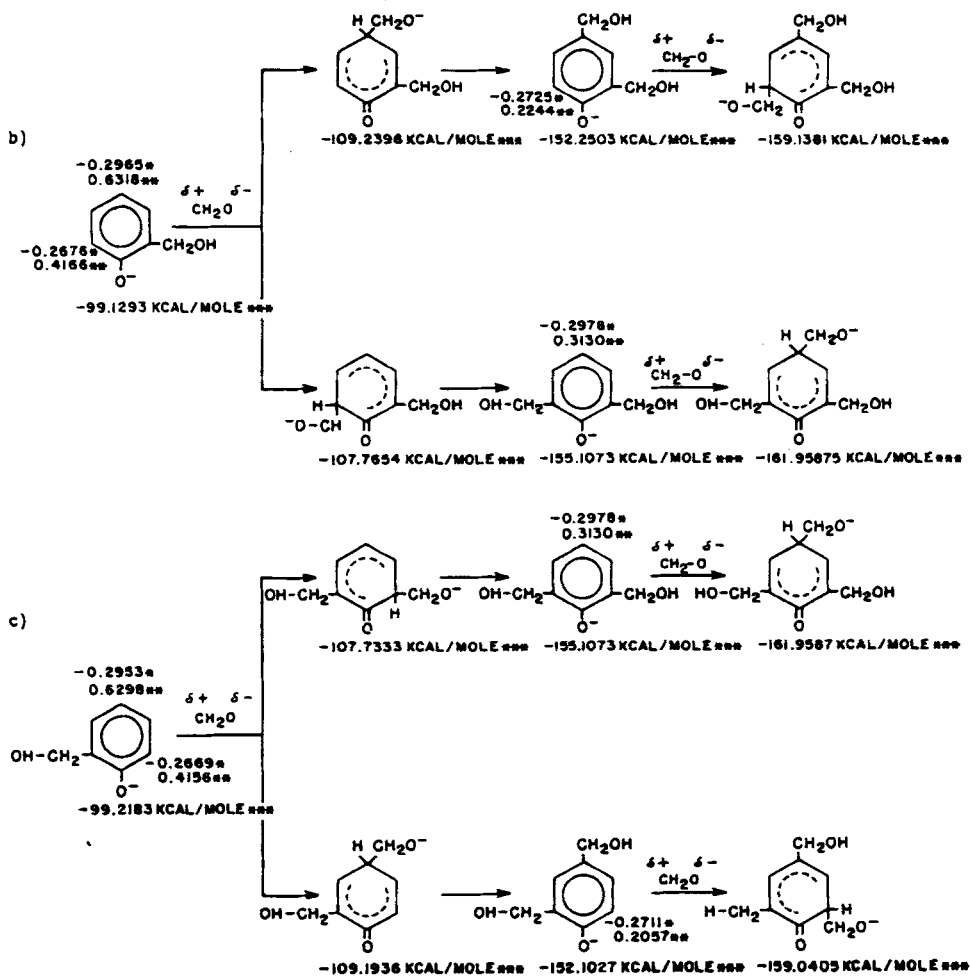 b)
-0.2965*
0.6318**
-0.2676*
0.4166**
CH2OH
O-
-99.1293 KCAL/MOLE***
δ+ δ-
CH2O
H CH2O-
CH2OH
O
-109.2396 KCAL/MOLE***
CH2OH
-0.2725*
0.2244**
CH2OH
O-
-152.2503 KCAL/MOLE***
δ+ δ-
CH2-O
CH2OH
H
-O-CH2
CH2OH
O
-159.1381 KCAL/MOLE***
H
-O-CH
CH2OH
O
-107.7654 KCAL/MOLE***
-0.2978*
0.3130**
OH-CH2
CH2OH
O-
-155.1073 KCAL/MOLE***
δ+ δ-
CH2-O
H CH2O-
OH-CH2
CH2OH
O
-161.95875 KCAL/MOLE***
c)
-0.2953*
0.6298**
OH-CH2
-0.2669*
0.4156**
O-
-99.2183 KCAL/MOLE***
δ+ δ-
CH2O
OH-CH2
CH2O-
H
O
-107.7333 KCAL/MOLE***
-0.2978*
0.3130**
OH-CH2
CH2OH
O-
-155.1073 KCAL/MOLE***
δ+ δ-
CH2-O
H CH2O-
HO-CH2
CH2OH
O
-161.9587 KCAL/MOLE***
H CH2O-
OH-CH2
O
-109.1936 KCAL/MOLE***
CH2OH
OH-CH2
-0.2711*
0.2057**
O-
-152.1027 KCAL/MOLE***
δ+ δ-
CH2O
CH2OH
H-CH2
H
CH2O-
O
-159.0405 KCAL/MOLE***